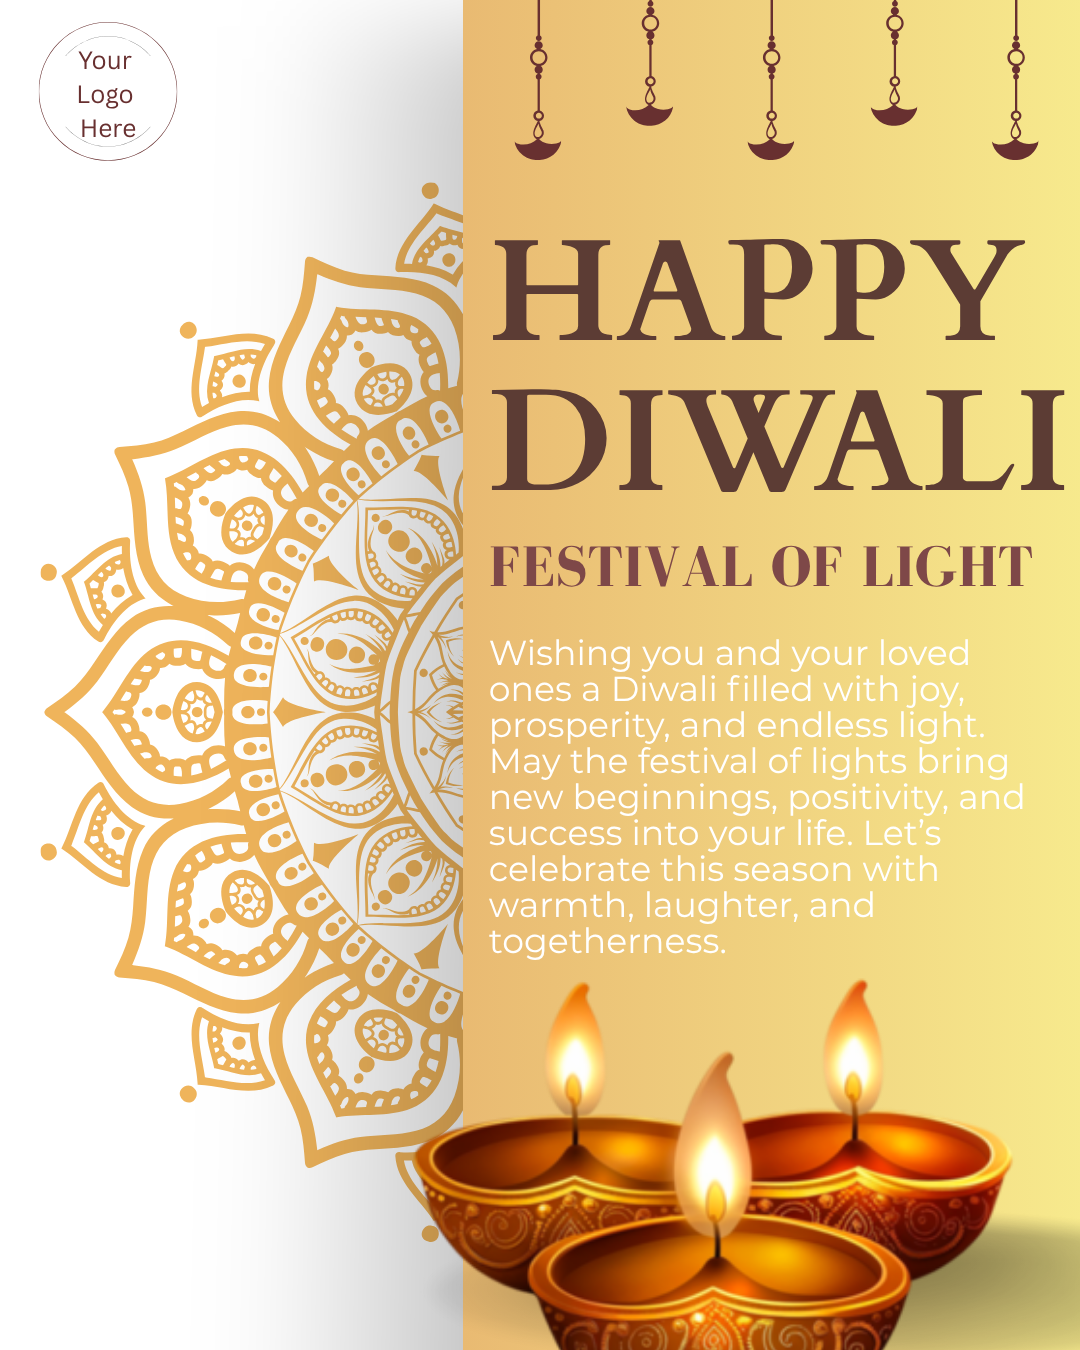 Your
Logo
Here
HAPPY
DIWALI
FESTIVAL OF LIGHT
Wishing you and your loved
ones a Diwali filled with joy,
prosperity, and endless light.
May the festival of lights bring
new beginnings, positivity, and
success into your life. Let’s
celebrate this season with
warmth, laughter, and
togetherness.